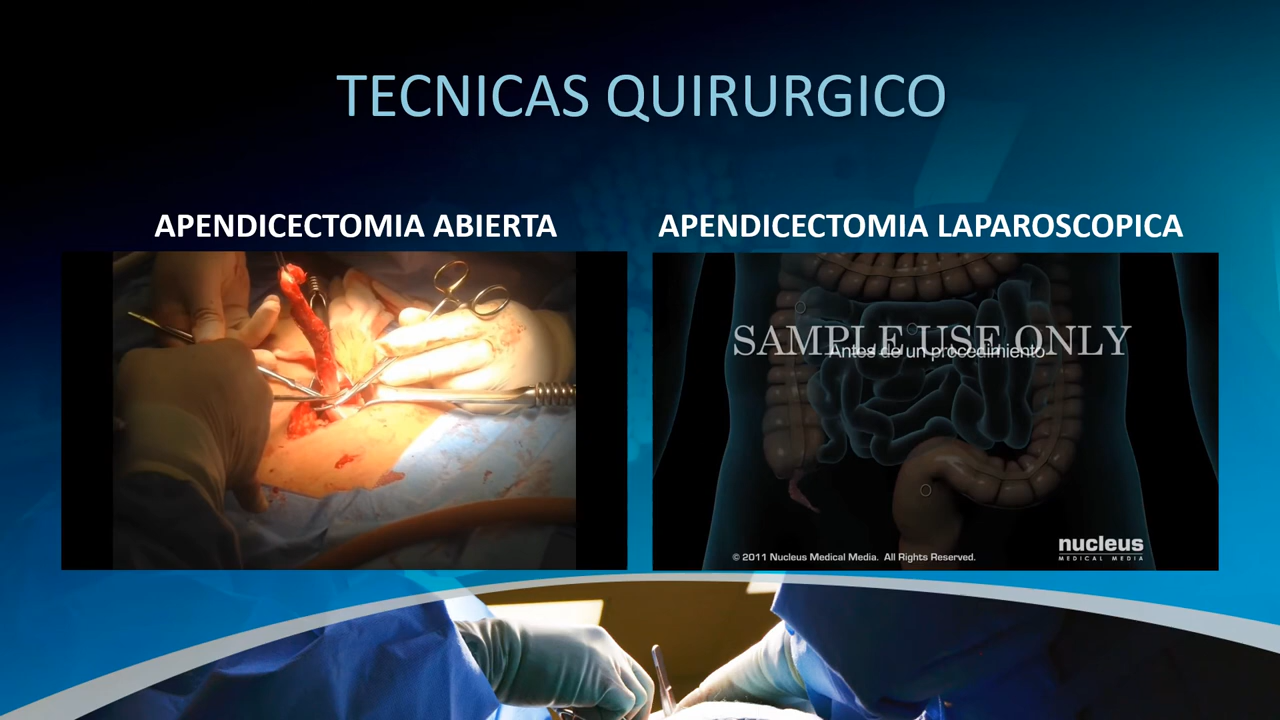 TECNICAS QUIRURGICO
APENDICECTOMIA ABIERTA
APENDICECTOMIA LAPAROSCOPICA
SAMPLE USE ONLY
Antes de un procedimiento
© 2011 Nucleus Medical Media. All Rights Reserved.
nucleus
MEDICAL MEDIA